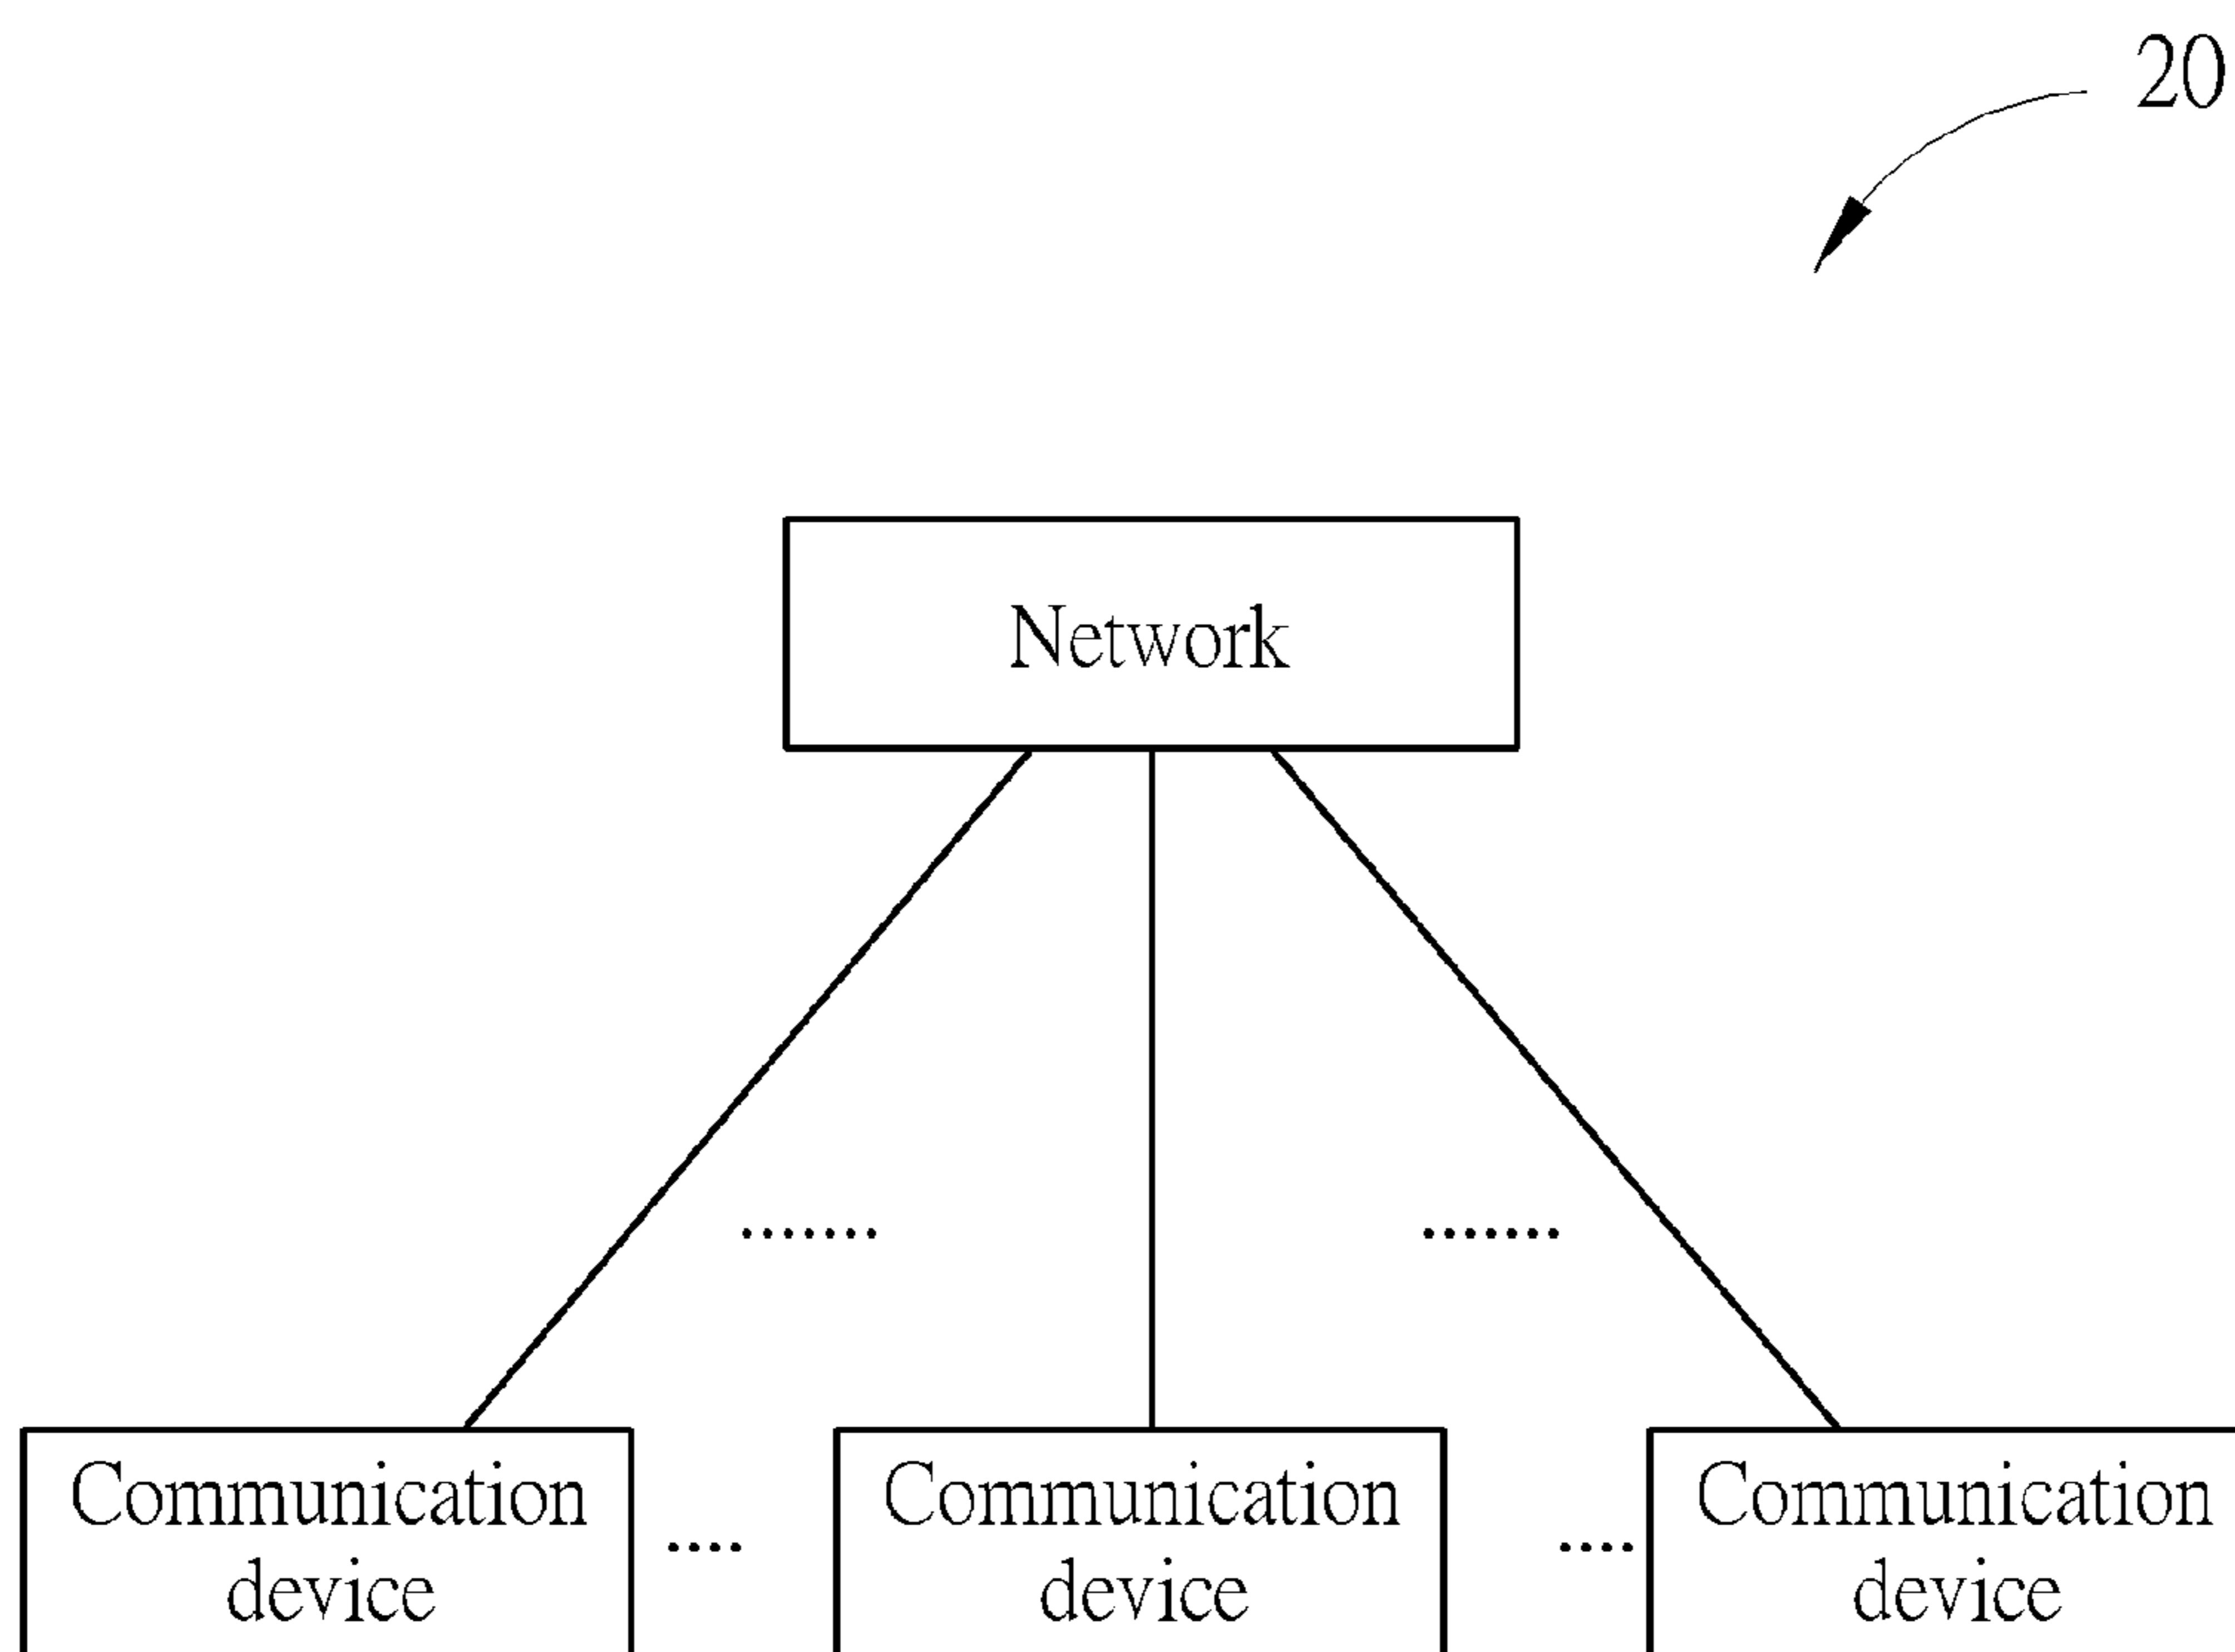 20
Network
.......
.......
Communication
device
....
Communication
device
....
Communication
device